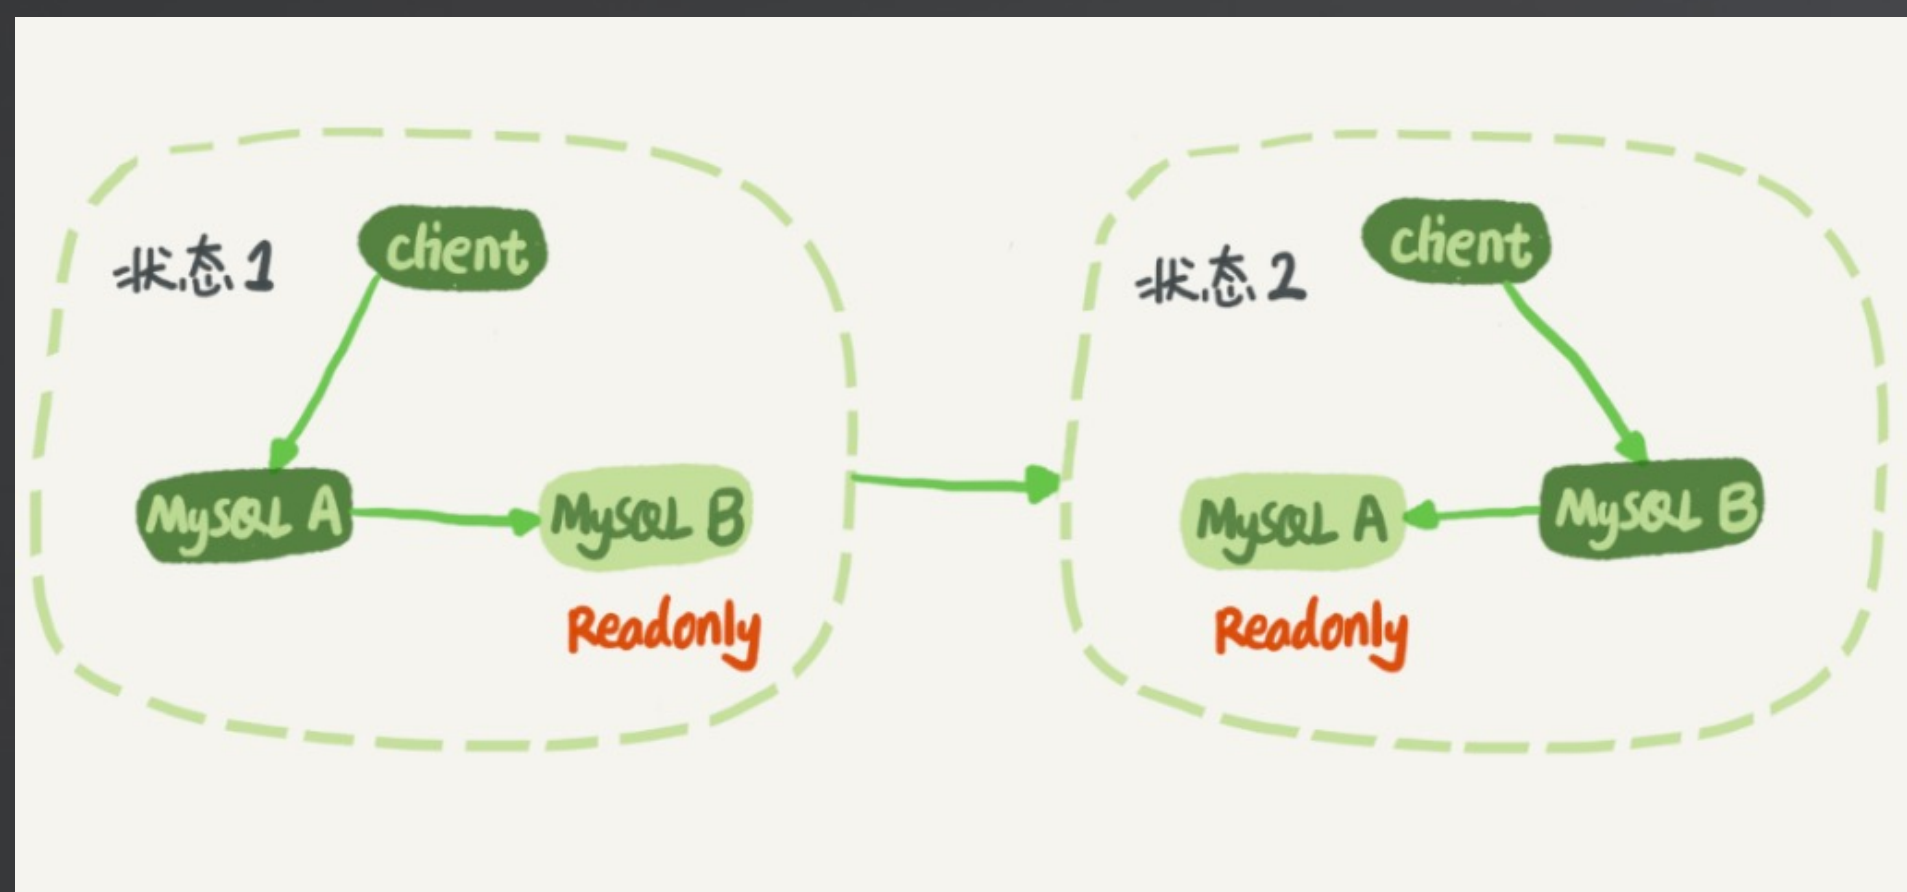 状态1
client
MySQL A
MySQL B
Readonly
状态2
client
MySQL A
MySQL B
Readonly